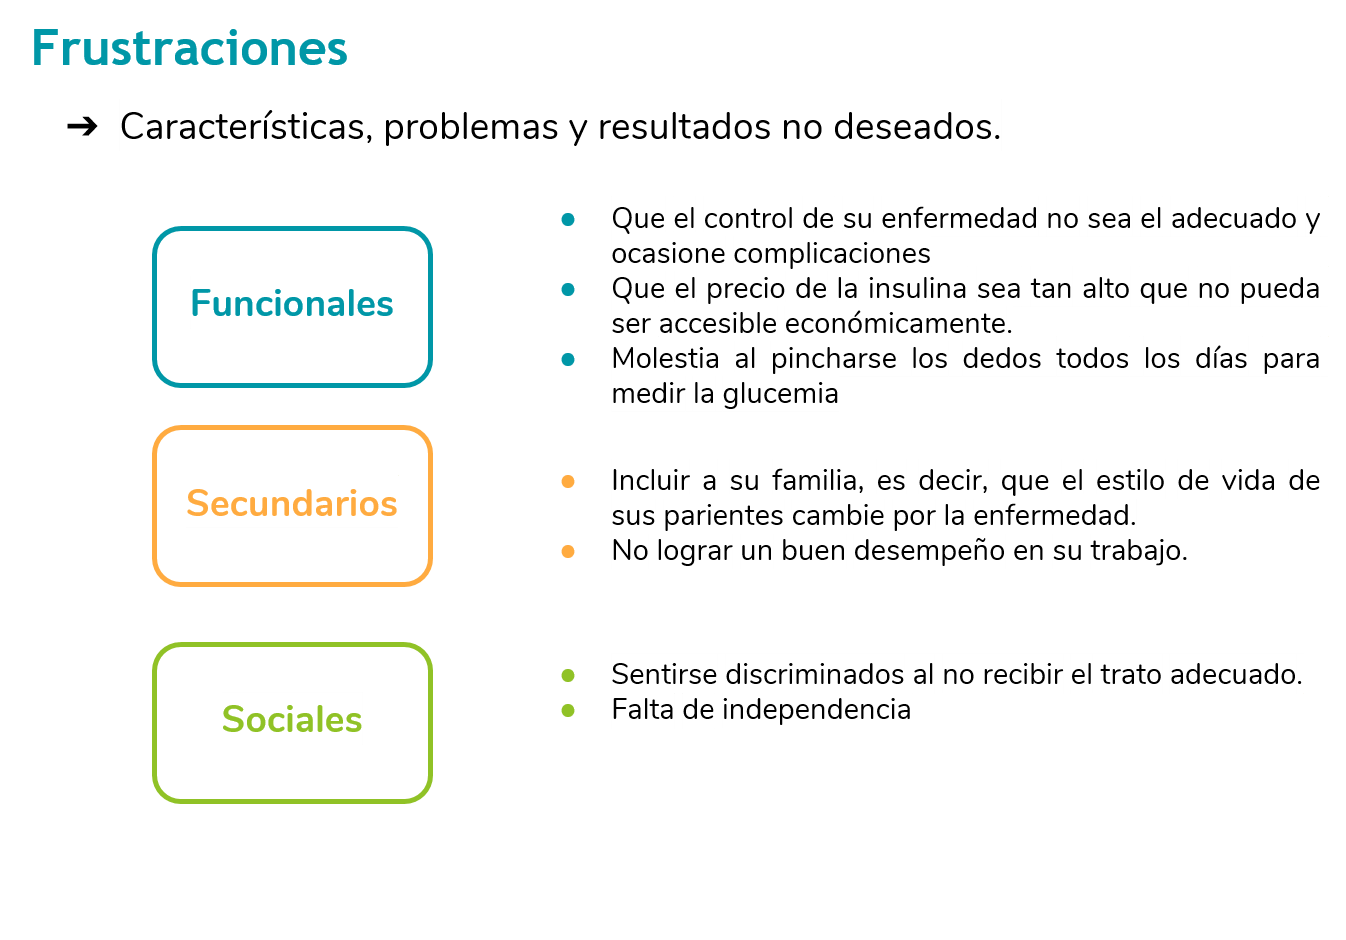 Frustraciones
➔ Características, problemas y resultados no deseados.
Funcionales
● Que el control de su enfermedad no sea el adecuado y
ocasione complicaciones
● Que el precio de la insulina sea tan alto que no pueda
ser accesible económicamente.
● Molestia al pincharse los dedos todos los días para
medir la glucemia
Secundarios
● Incluir a su familia, es decir, que el estilo de vida de
sus parientes cambie por la enfermedad.
● No lograr un buen desempeño en su trabajo.
Sociales
● Sentirse discriminados al no recibir el trato adecuado.
● Falta de independencia